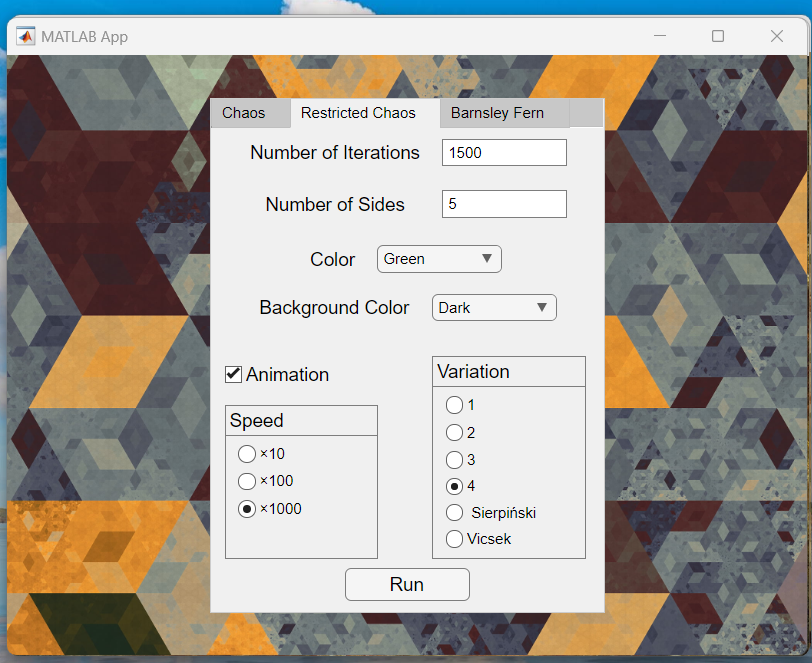 MATLAB App
Chaos Restricted Chaos Barnsley Fern
Number of Iterations 1500
Number of Sides 5
Color Green
Background Color Dark
Animation
Speed
×10
×100
×1000
Variation
1
2
3
4
Sierpiński
Vicsek
Run